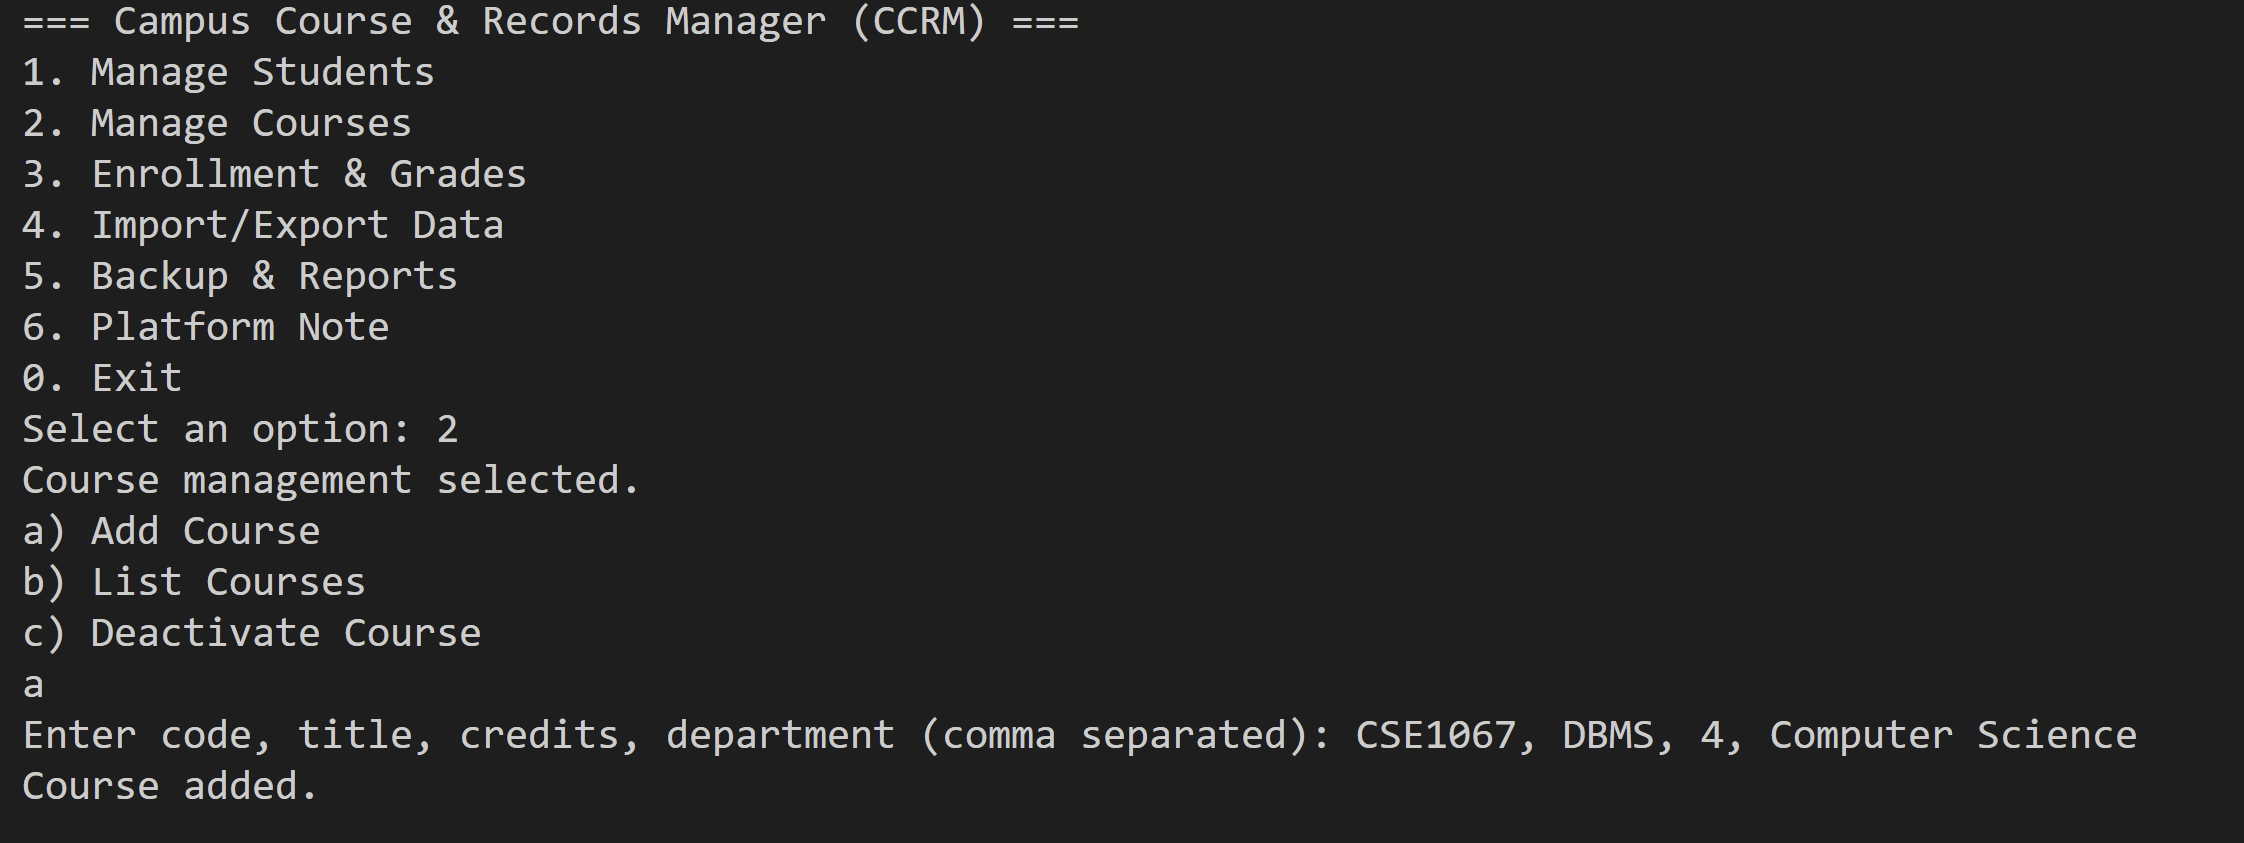 === Campus Course & Records Manager (CCRM) ===
1. Manage Students
2. Manage Courses
3. Enrollment & Grades
4. Import/Export Data
5. Backup & Reports
6. Platform Note
0. Exit
Select an option: 2
Course management selected.
a) Add Course
b) List Courses
c) Deactivate Course
a
Enter code, title, credits, department (comma separated): CSE1067, DBMS, 4, Computer Science
Course added.